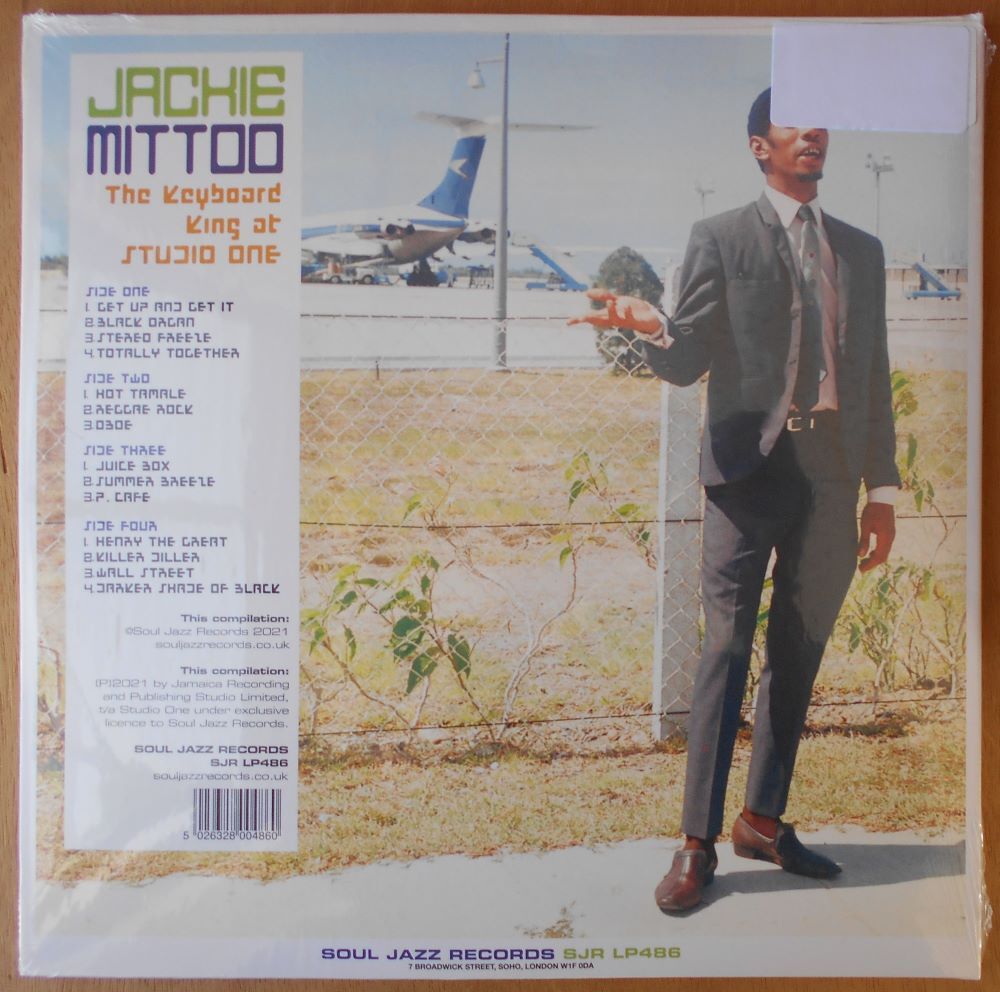 JACKIE
MITTOO
The Keyboard
King at
STUDIO ONE
SIDE ONE
1. GET UP AND GET IT
2.BLACK ORGAN
3.STEREO FREEZE
4.TOTALLY TOGETHER
SIDE TWO
1. HOT TAMALE
2.REGGAE ROCK
3.OBOE
SIDE THREE
1. JUICE BOX
2.SUMMER BREEZE
3.P. CAFE
SIDE FOUR
1. HENRY THE GREAT
2.KILLER DILLER
3.WALL STREET
4.DARKER SHADE OF BLACK
This compilation:
©Soul Jazz Records 2021
souljazzrecords.co.uk
This compilation:
(P)2021 by Jamaica Recording
and Publishing Studio Limited,
t/a Studio One under exclusive
licence to Soul Jazz Records.
SOUL JAZZ RECORDS
SJR LP486
souljazzrecords.co.uk
5 026328 004860
SOUL JAZZ RECORDS SJR LP486
7 BROADWICK STREET, SOHO, LONDON W1F 0DA